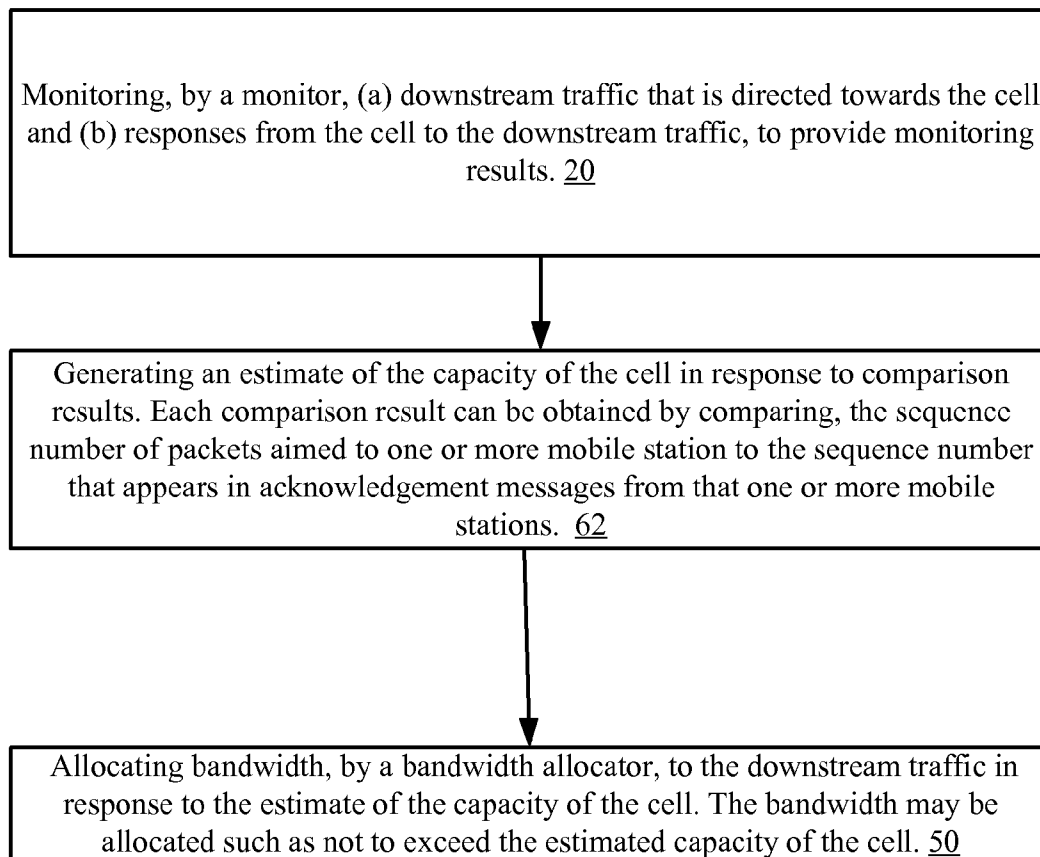 Monitoring, by a monitor, (a) downstream traffic that is directed towards the cell
and (b) responses from the cell to the downstream traffic, to provide monitoring
results. 20
Generating an estimate of the capacity of the cell in response to comparison
results. Each comparison result can be obtained by comparing, the sequence
number of packets aimed to one or more mobile station to the sequence number
that appears in acknowledgement messages from that one or more mobile
stations. 62
Allocating bandwidth, by a bandwidth allocator, to the downstream traffic in
response to the estimate of the capacity of the cell. The bandwidth may be
allocated such as not to exceed the estimated capacity of the cell. 50